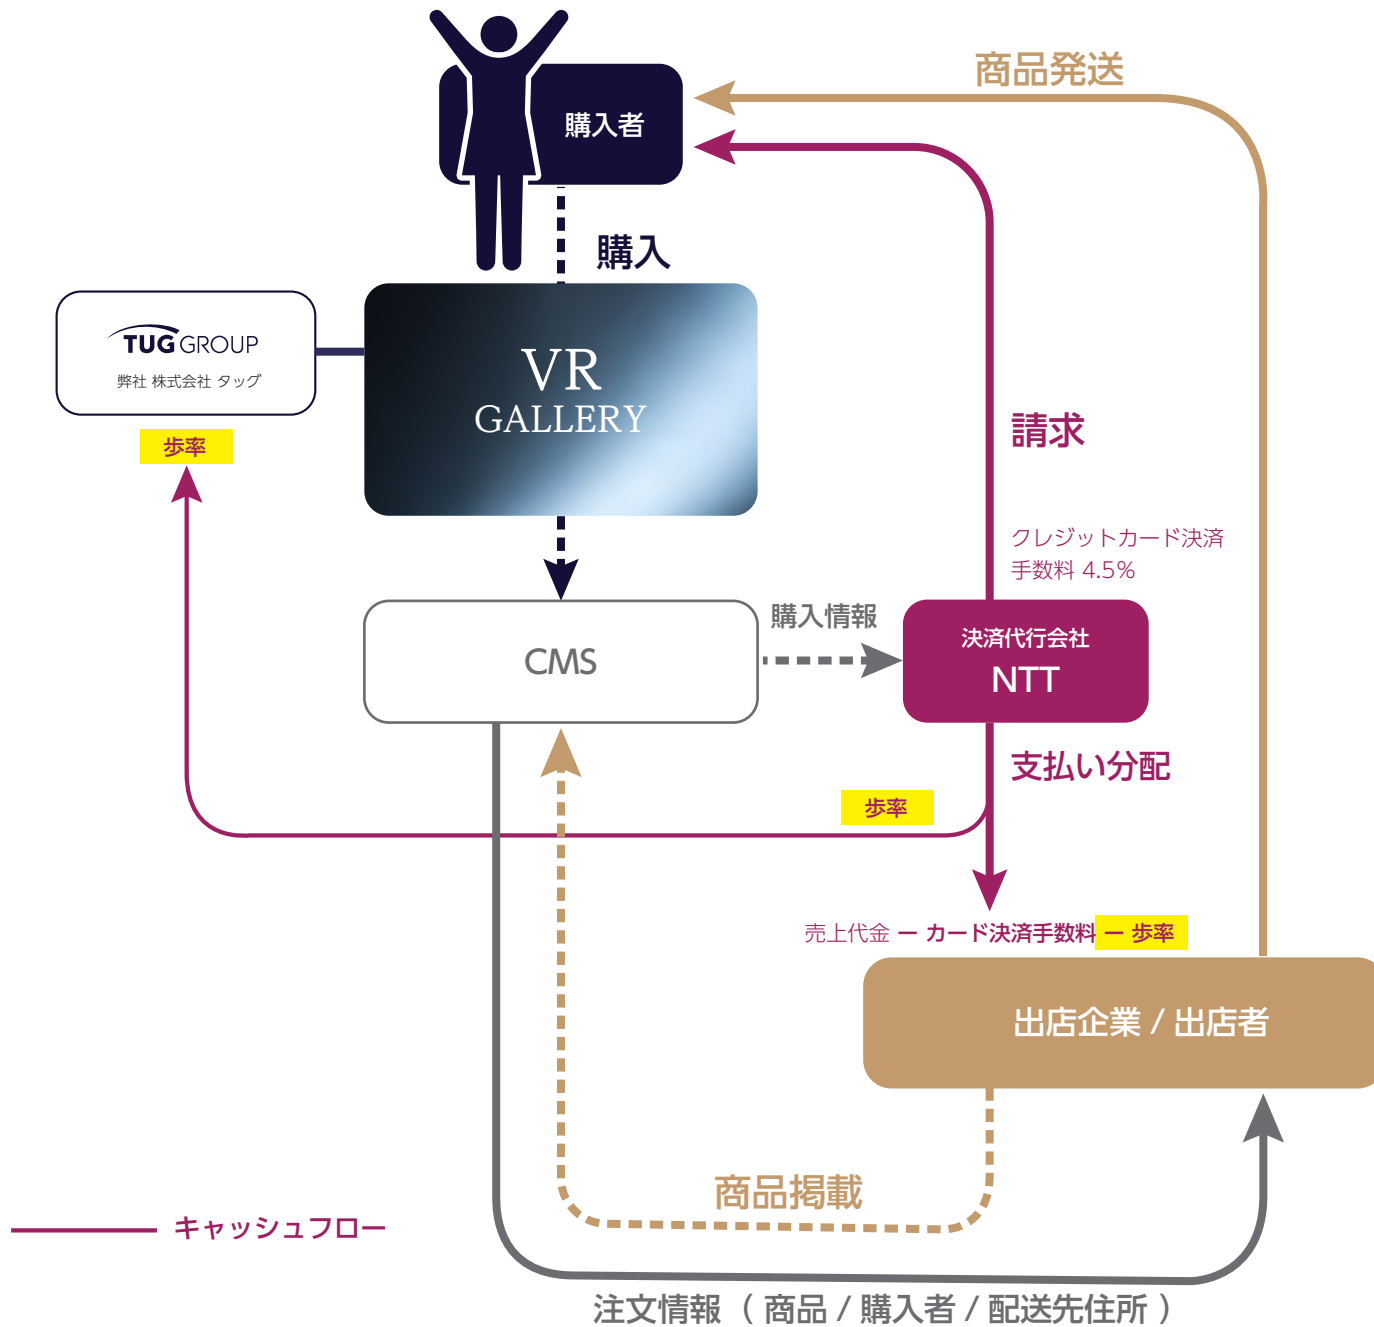 商品発送
購入者
購入
TUG GROUP
弊社 株式会社 タッグ
VR
GALLERY
歩率
請求
クレジットカード決済
手数料 4.5%
購入情報
決済代行会社
NTT
CMS
支払い分配
歩率
売上代金 ー カード決済手数料 ー 歩率
出店企業 / 出店者
商品掲載
キャッシュフロー
注文情報 ( 商品 / 購入者 / 配送先住所 )